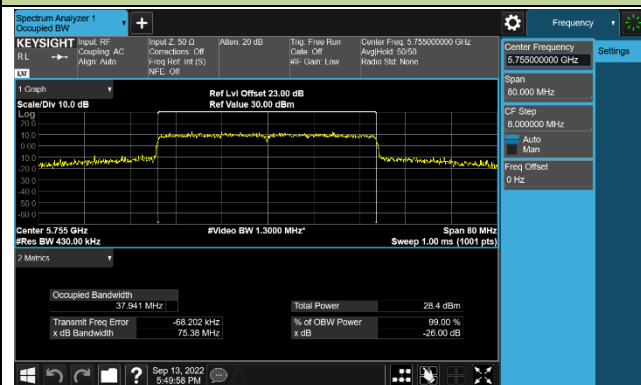 Spectrum Analyzer 1
Occupied BW
Frequency
KEYSIGHT
RL
LXI
Input: RF
Coupling: AC
Align: Auto
Input Z: 50 Ω
Corrections: Off
Freq Ref: Int (S)
NFE: Off
Atten: 20 dB
Trig: Free Run
Gate: Off
#IF Gain: Low
Center Freq: 5.755000000 GHz
Avg|Hold: 50/50
Radio Std: None
Center Frequency
5.755000000 GHz
Settings
Span
80.000 MHz
CF Step
8.000000 MHz
Auto
Man
Freq Offset
0 Hz
1 Graph
Scale/Div 10.0 dB
Ref Lvl Offset 23.00 dB
Ref Value 30.00 dBm
Log
20.0
10.0
0.00
-10.0
-20.0
-30.0
-40.0
-50.0
-60.0
Center 5.755 GHz
#Video BW 1.3000 MHz*
Span 80 MHz
#Res BW 430.00 kHz
Sweep 1.00 ms (1001 pts)
2 Metrics
Occupied Bandwidth
37.941 MHz
Total Power 28.4 dBm
Transmit Freq Error -68.202 kHz
% of OBW Power 99.00 %
x dB Bandwidth 75.38 MHz
x dB -26.00 dB
Sep 13, 2022
5:49:58 PM